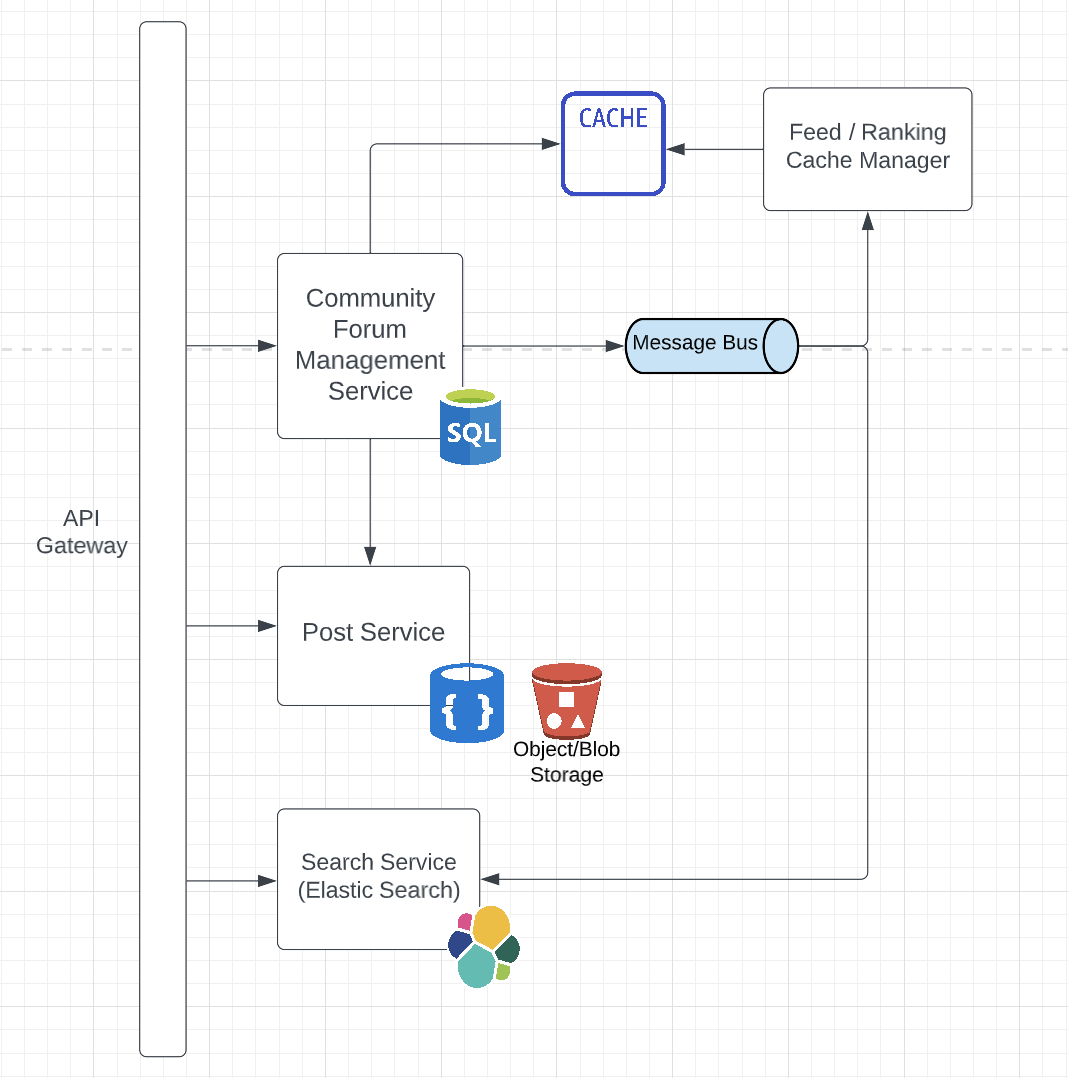 CACHE
Feed / Ranking
Cache Manager
Community
Forum
Management
Service
Message Bus
SQL
API
Gateway
Post Service
{ }
Object/Blob
Storage
Search Service
(Elastic Search)